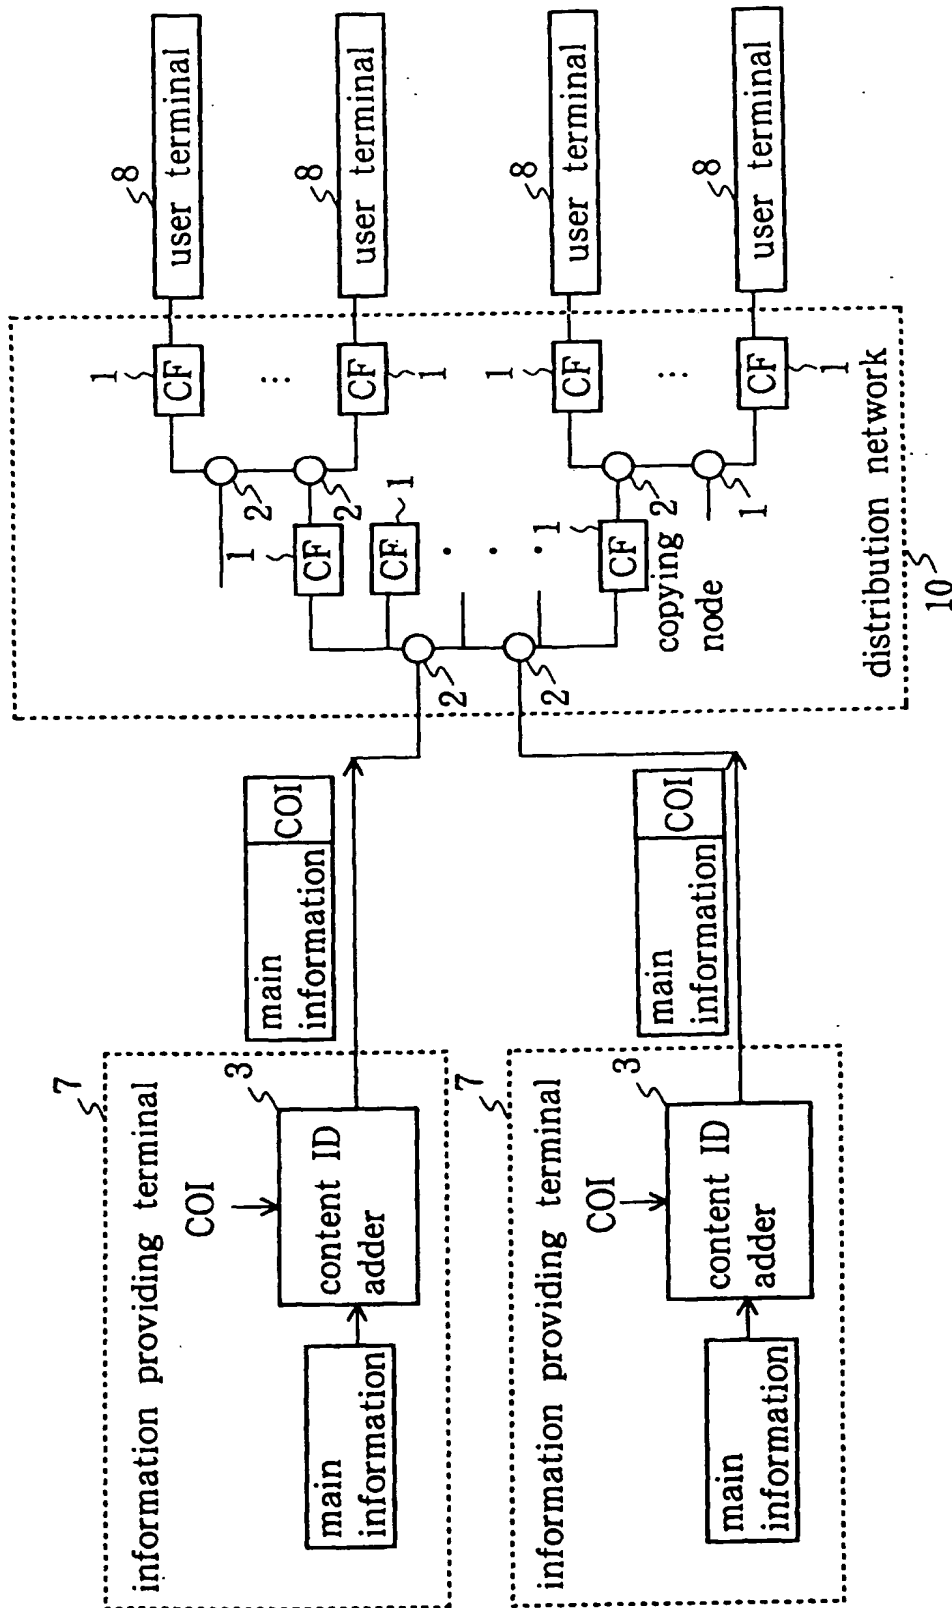 7
information providing terminal
COI
3
content ID
adder
main
information
main
information
COI
7
information providing terminal
COI
3
content ID
adder
main
information
main
information
COI
1
CF
8
user terminal
2
...
1
CF
2
CF
1
8
user terminal
CF
1
2
.
.
.
2
1
CF
copying
node
2
1
CF
8
user terminal
...
1
CF
1
8
user terminal
distribution network
10